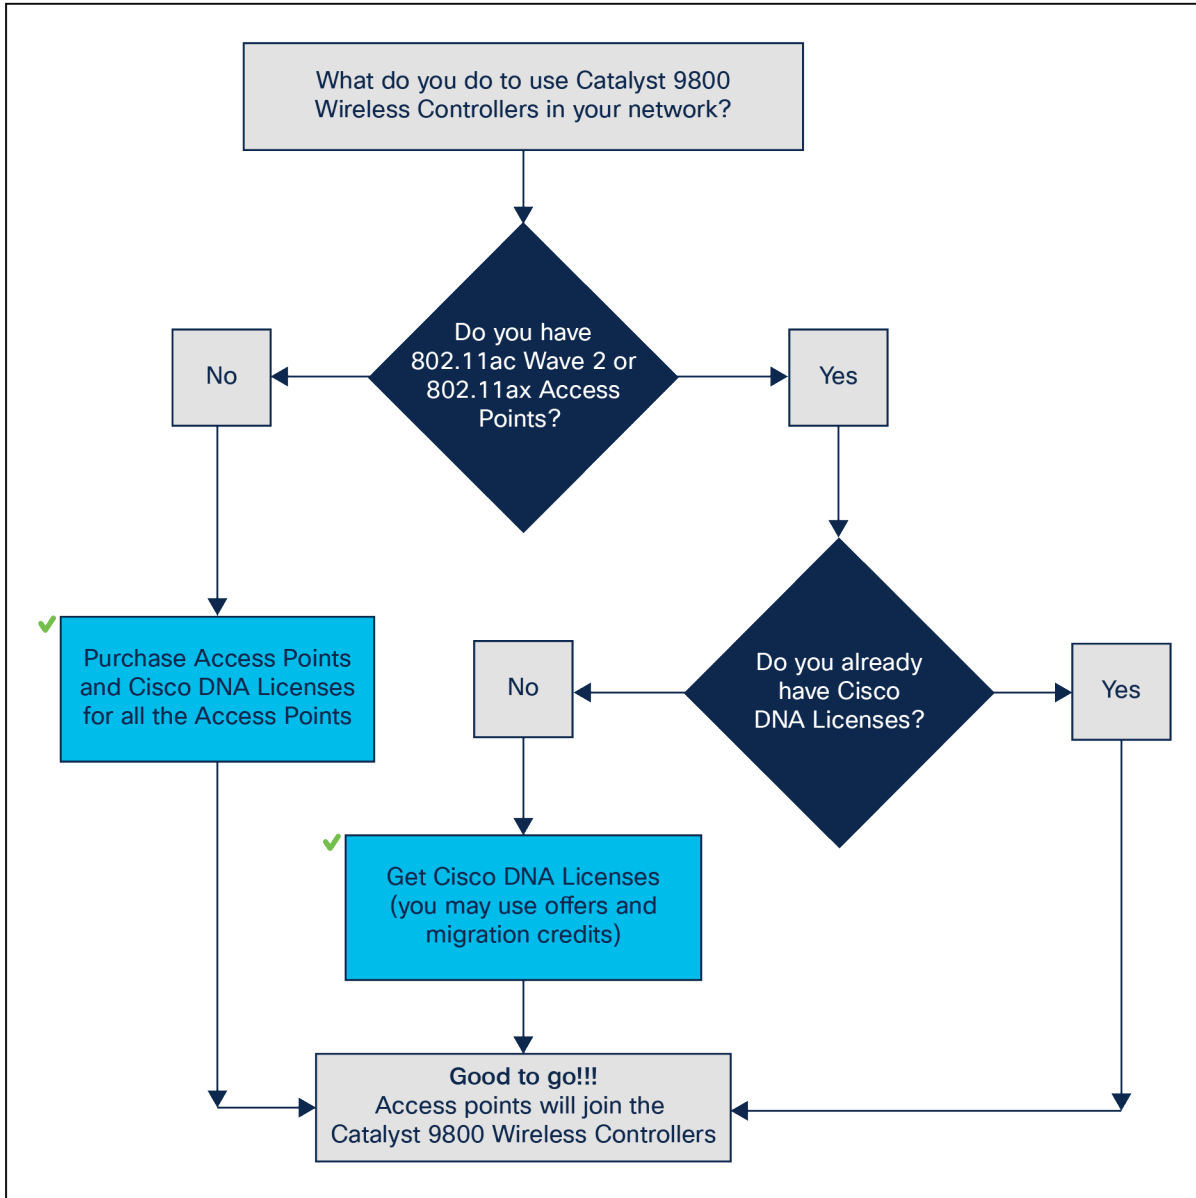 What do you do to use Catalyst 9800
Wireless Controllers in your network?
Do you have
802.11ac Wave 2 or
802.11ax Access
Points?
No
Yes
Purchase Access Points
and Cisco DNA Licenses
for all the Access Points
No
Do you already
have Cisco
DNA Licenses?
Yes
Get Cisco DNA Licenses
(you may use offers and
migration credits)
Good to go!!!
Access points will join the
Catalyst 9800 Wireless Controllers